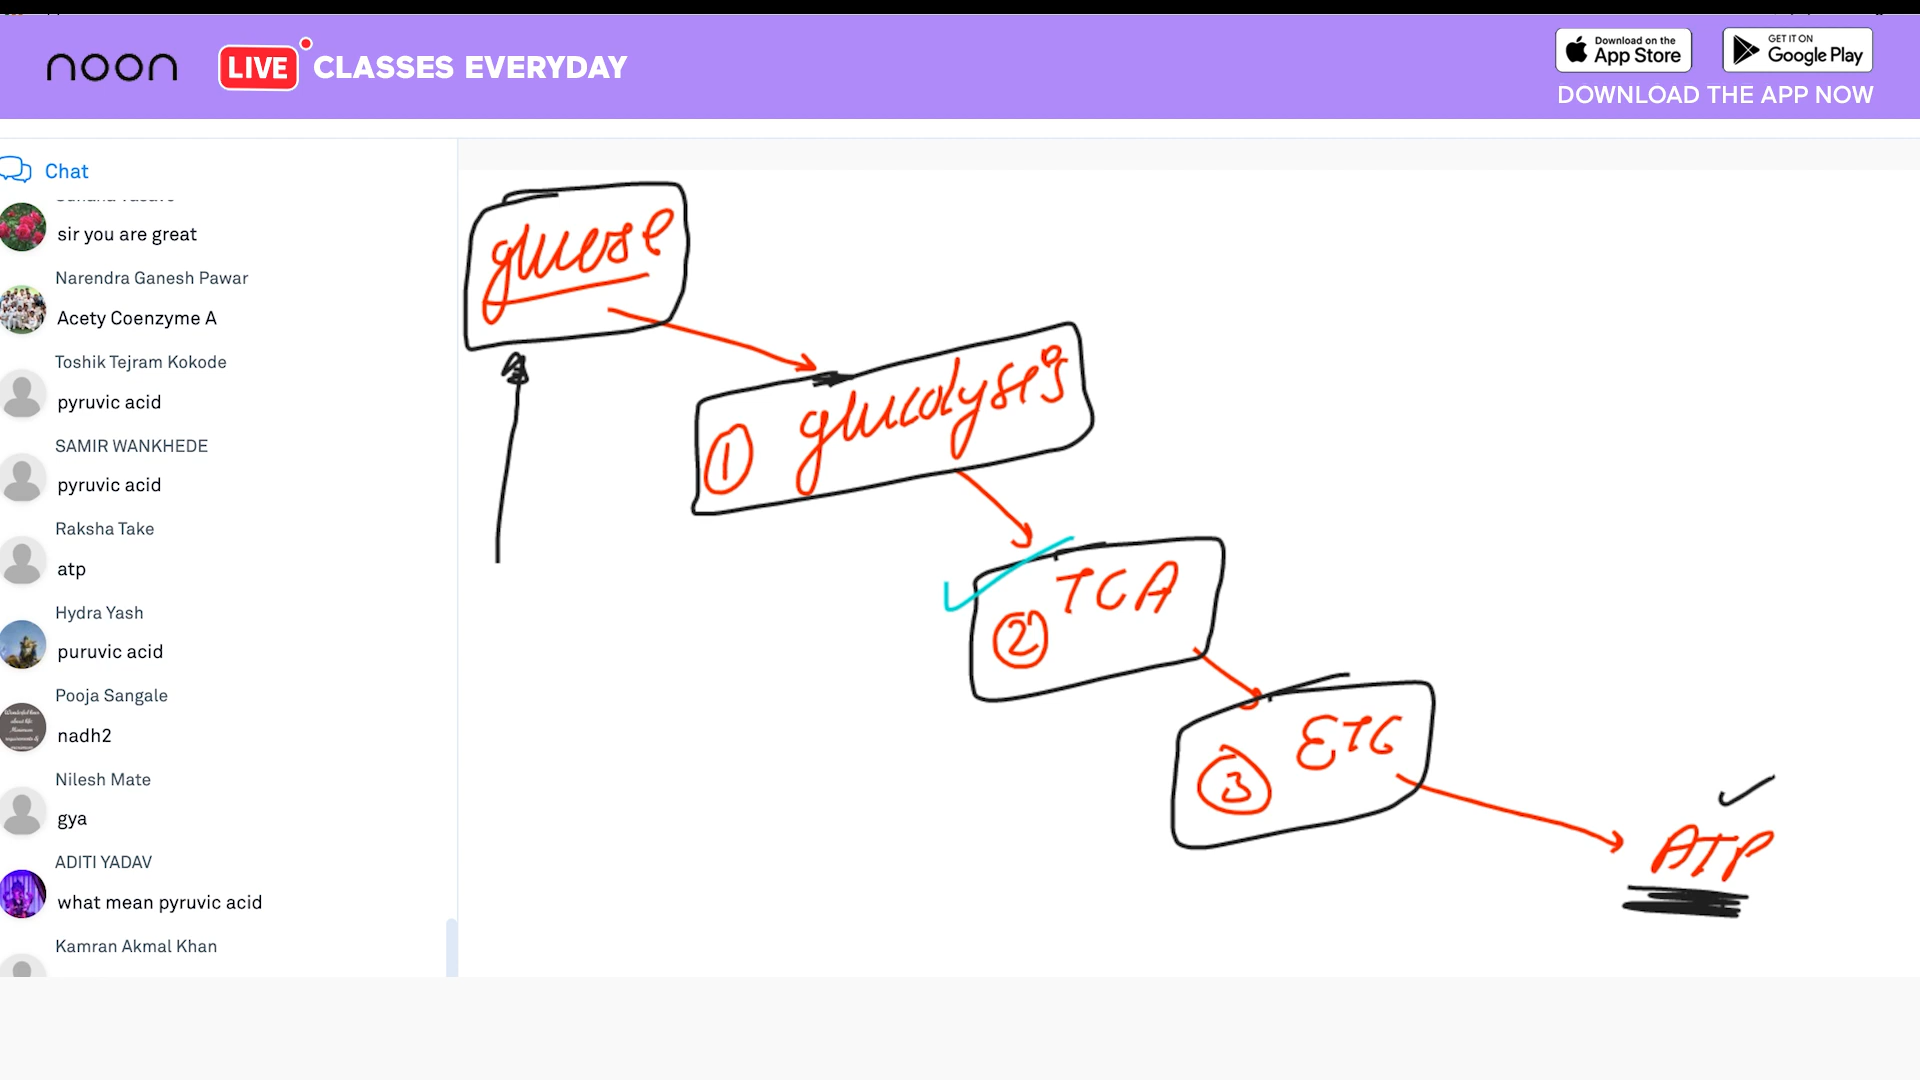 noon LIVE CLASSES EVERYDAY
Download on the
App Store
GET IT ON
Google Play
DOWNLOAD THE APP NOW
Chat
sir you are great
Narendra Ganesh Pawar
Acety Coenzyme A
Toshik Tejram Kokode
pyruvic acid
SAMIR WANKHEDE
pyruvic acid
Raksha Take
atp
Hydra Yash
puruvic acid
Pooja Sangale
nadh2
Nilesh Mate
gya
ADITI YADAV
what mean pyruvic acid
Kamran Akmal Khan
glucose
1 glucolysis
2 TCA
3 ETC
ATP